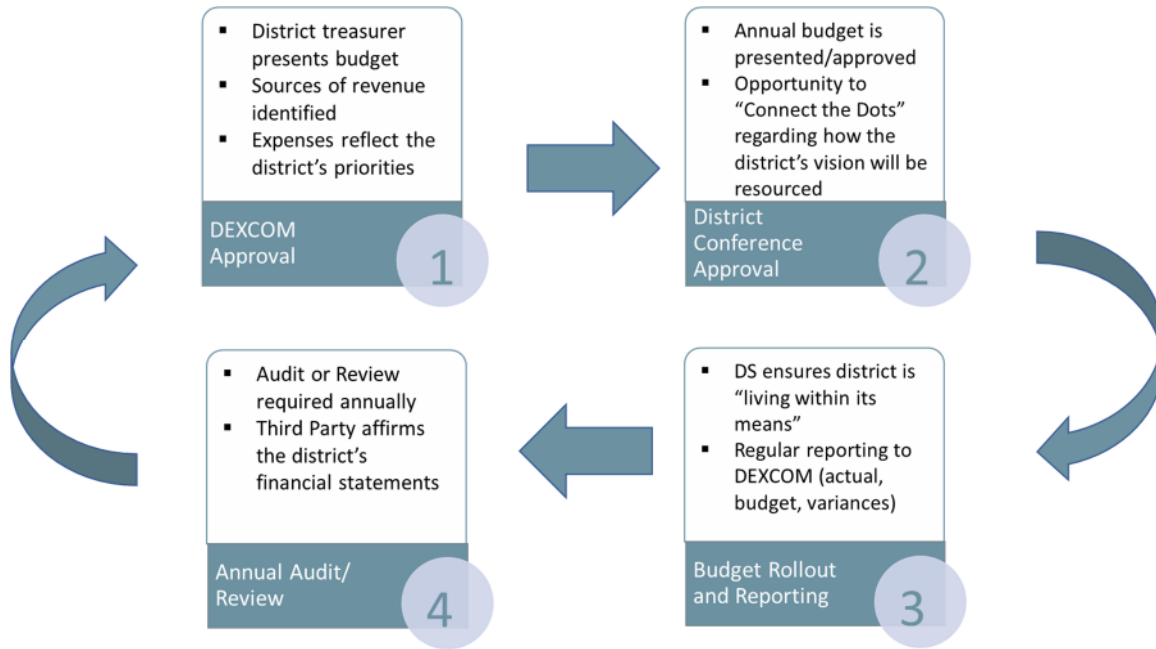 ▪ District treasurer
presents budget
▪ Sources of revenue
identified
▪ Expenses reflect the
district’s priorities
DEXCOM
Approval
1
▪ Annual budget is
presented/approved
▪ Opportunity to
“Connect the Dots”
regarding how the
district’s vision will be
resourced
District
Conference
Approval
2
▪ DS ensures district is
“living within its
means”
▪ Regular reporting to
DEXCOM (actual,
budget, variances)
Budget Rollout
and Reporting
3
▪ Audit or Review
required annually
▪ Third Party affirms
the district’s
financial statements
Annual Audit/
Review
4